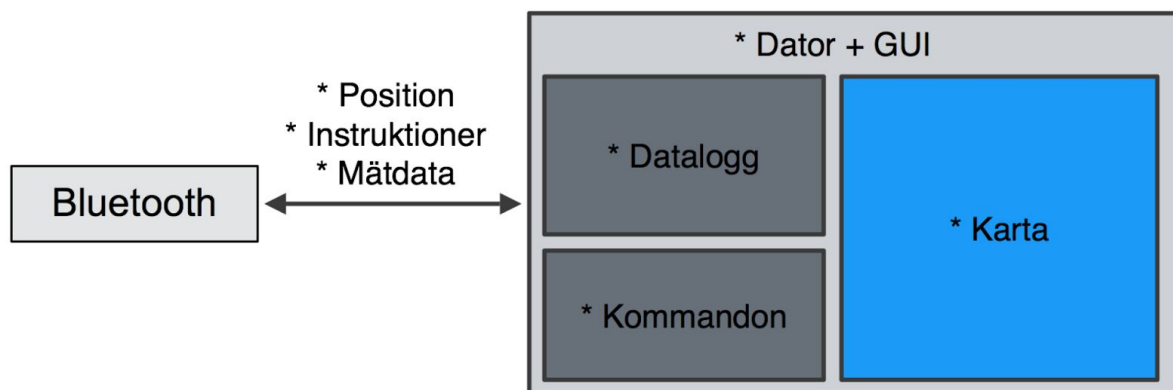 * Dator + GUI
* Position
* Instruktioner
* Mätdata
Bluetooth
* Datalogg
* Karta
* Kommandon